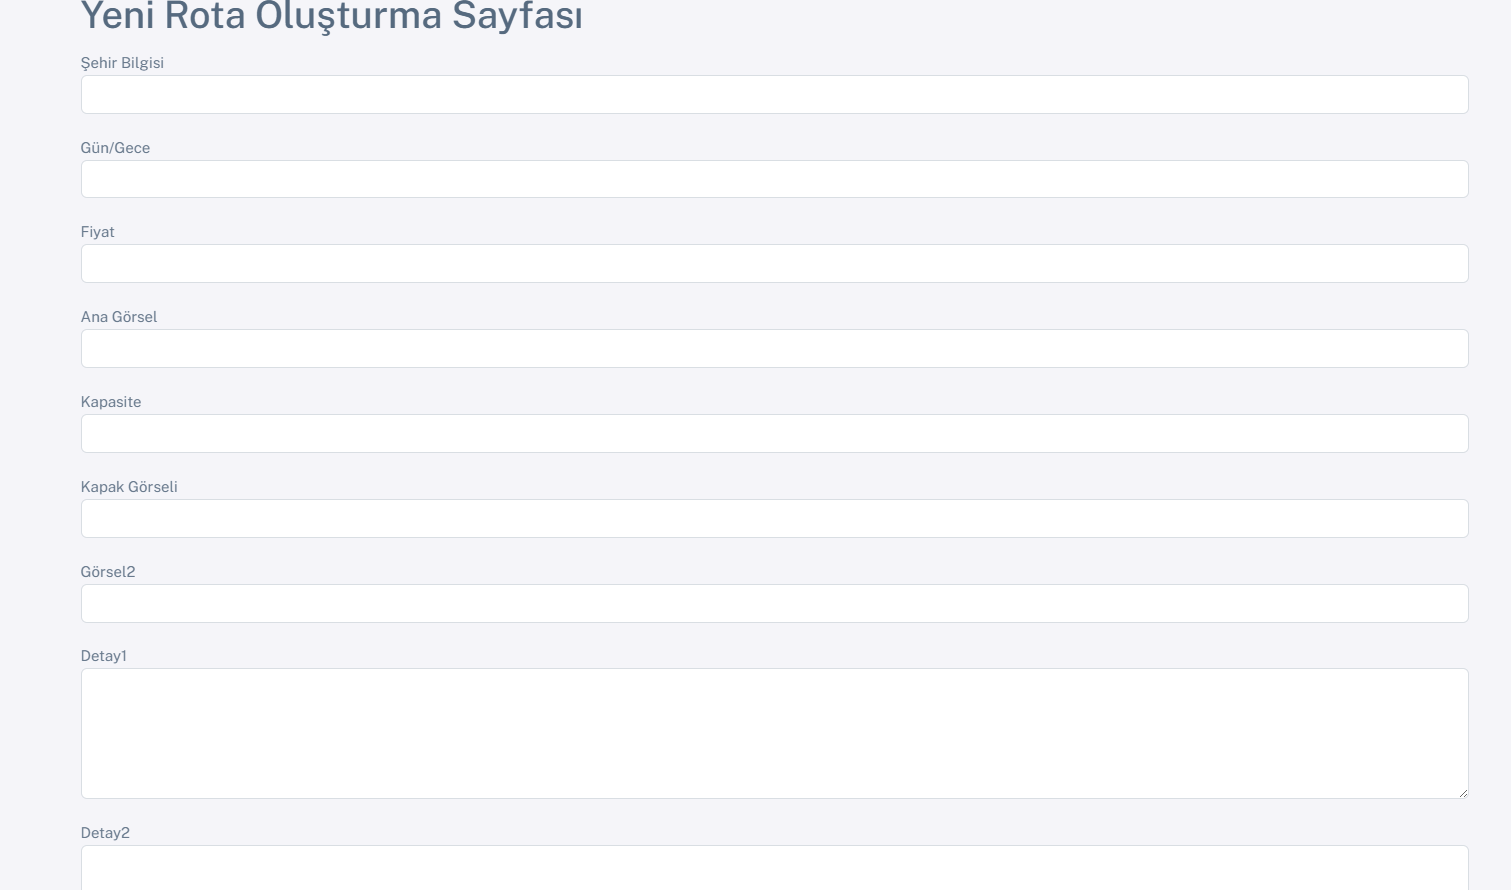 Yeni Rota Oluşturma Sayfası
Şehir Bilgisi
Gün/Gece
Fiyat
Ana Görsel
Kapasite
Kapak Görseli
Görsel2
Detay1
Detay2